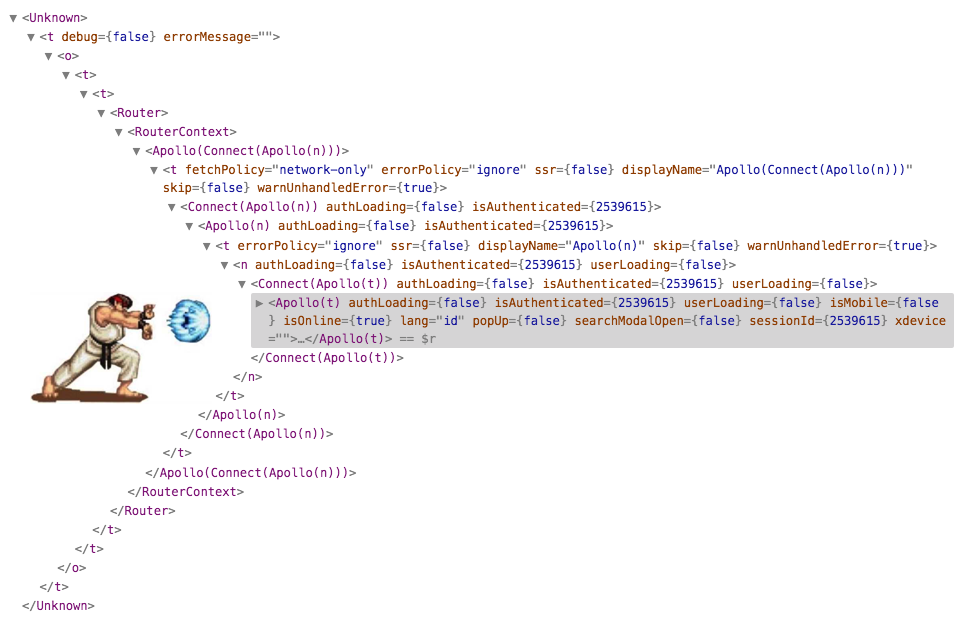 ▼ <Unknown>
▼ <t debug={false} errorMessage="">
▼ <o>
▼ <t>
▼ <t>
▼ <Router>
▼ <RouterContext>
▼ <Apollo(Connect(Apollo(n)))>
▼ <t fetchPolicy="network-only" errorPolicy="ignore" ssr={false} displayName="Apollo(Connect(Apollo(n)))"
skip={false} warnUnhandledError={true}>
▼ <Connect(Apollo(n)) authLoading={false} isAuthenticated={2539615}>
▼ <Apollo(n) authLoading={false} isAuthenticated={2539615}>
▼ <t errorPolicy="ignore" ssr={false} displayName="Apollo(n)" skip={false} warnUnhandledError={true}>
▼ <n authLoading={false} isAuthenticated={2539615} userLoading={false}>
▼ <Connect(Apollo(t)) authLoading={false} isAuthenticated={2539615} userLoading={false}>
▶ <Apollo(t) authLoading={false} isAuthenticated={2539615} userLoading={false} isMobile={false
} isOnline={true} lang="id" popUp={false} searchModalOpen={false} sessionId={2539615} xdevice
="">…</Apollo(t)> == $r
</Connect(Apollo(t))>
</n>
</t>
</Apollo(n)>
</Connect(Apollo(n))>
</t>
</Apollo(Connect(Apollo(n)))>
</RouterContext>
</Router>
</t>
</t>
</o>
</t>
</Unknown>